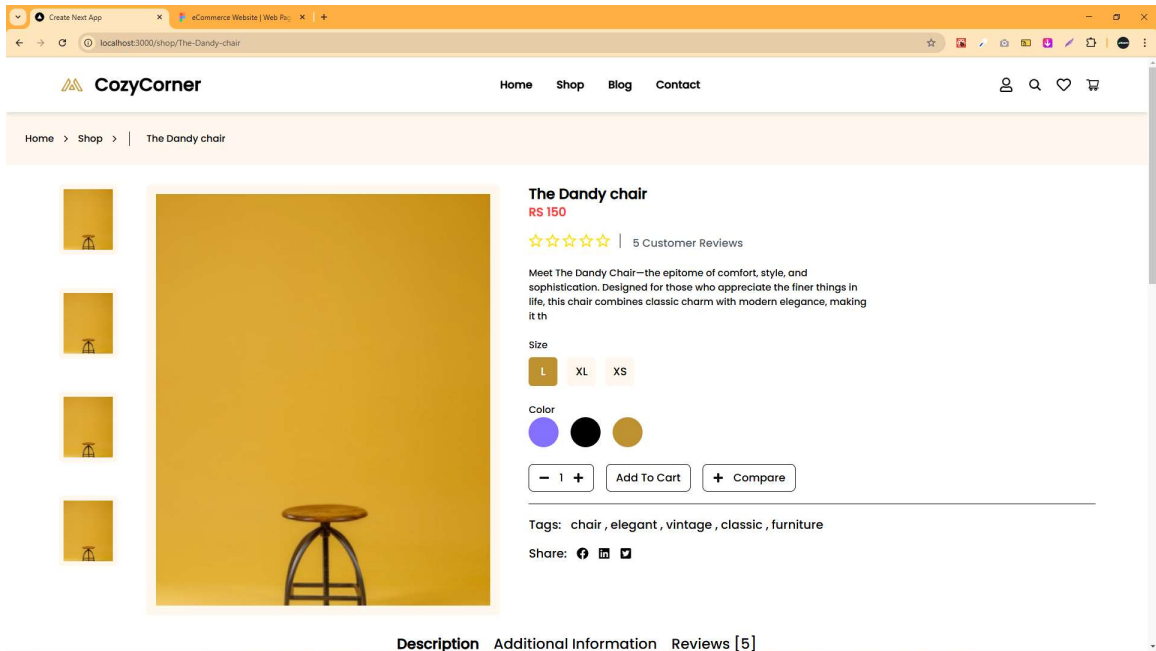 Create Next App
eCommerce Website | Web Pag
localhost:3000/shop/The-Dandy-chair
CozyCorner
Home Shop Blog Contact
Home > Shop > | The Dandy chair
The Dandy chair
RS 150
5 Customer Reviews
Meet The Dandy Chair—the epitome of comfort, style, and
sophistication. Designed for those who appreciate the finer things in
life, this chair combines classic charm with modern elegance, making
it th
Size
L XL XS
Color
− 1 + Add To Cart + Compare
Tags: chair , elegant , vintage , classic , furniture
Share:
Description Additional Information Reviews [5]